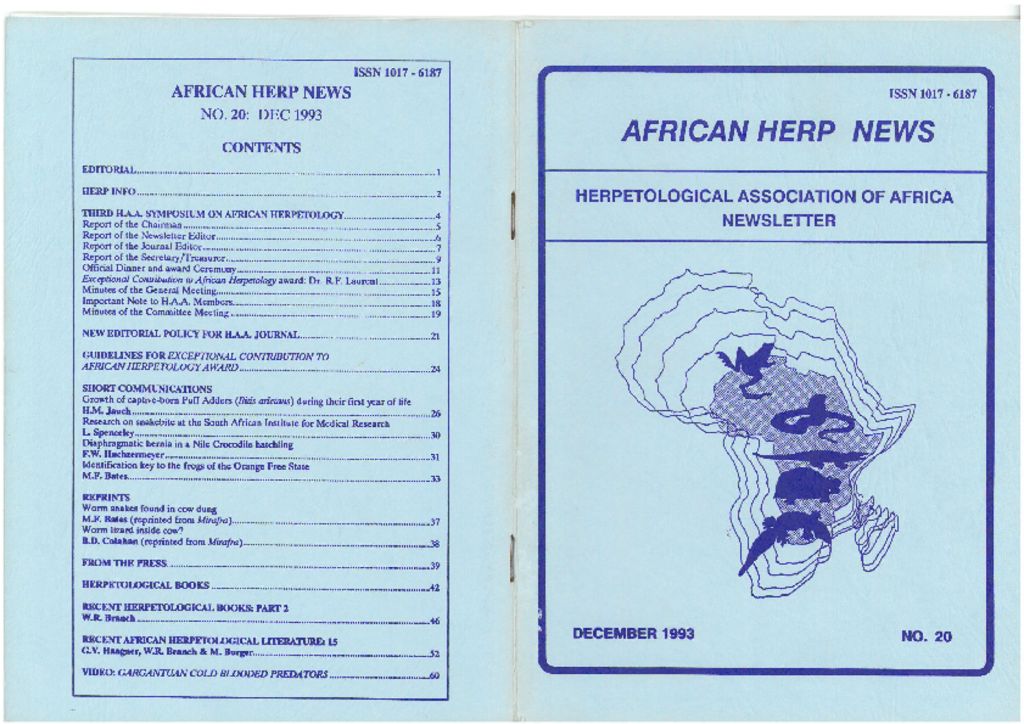 ISSN 1017 - 6187
AFRICAN HERP NEWS
NO. 20: DEC 1993
CONTENTS
EDITORIAL....1
HERP INFO....2
THIRD H.A.A. SYMPOSIUM ON AFRICAN HERPETOLOGY....4
Report of the Chairman....5
Report of the Newsletter Editor....6
Report of the Journal Editor....7
Report of the Secretary/Treasurer....9
Official Dinner and award Ceremony....11
Exceptional Contribution to African Herpetology award: Dr. R.F. Laurent....13
Minutes of the General Meeting....15
Important Note to H.A.A. Members....18
Minutes of the Committee Meeting....19
NEW EDITORIAL POLICY FOR H.A.A. JOURNAL....21
GUIDELINES FOR EXCEPTIONAL CONTRIBUTION TO
AFRICAN HERPETOLOGY AWARD....24
SHORT COMMUNICATIONS
Growth of captive-born Puff Adders (Bitis arietans) during their first year of life
H.M. Jauch....26
Research on snakebite at the South African Institute for Medical Research
L. Spenceley....30
Diaphragmatic hernia in a Nile Crocodile hatchling
F.W. Huchzermeyer....31
Identification key to the frogs of the Orange Free State
M.F. Bates....33
REPRINTS
Worm snakes found in cow dung
M.F. Bates (reprinted from Mirafra)....37
Worm lizard inside cow?
B.D. Colahan (reprinted from Mirafra)....38
FROM THE PRESS....39
HERPETOLOGICAL BOOKS....42
RECENT HERPETOLOGICAL BOOKS: PART 2
W.R. Branch....46
RECENT AFRICAN HERPETOLOGICAL LITERATURE: 15
G.V. Haagner, W.R. Branch & M. Burger....52
VIDEO: GARGANTUAN COLD BLOODED PREDATORS....60
ISSN 1017 - 6187
AFRICAN HERP NEWS
HERPETOLOGICAL ASSOCIATION OF AFRICA
NEWSLETTER
DECEMBER 1993
NO. 20